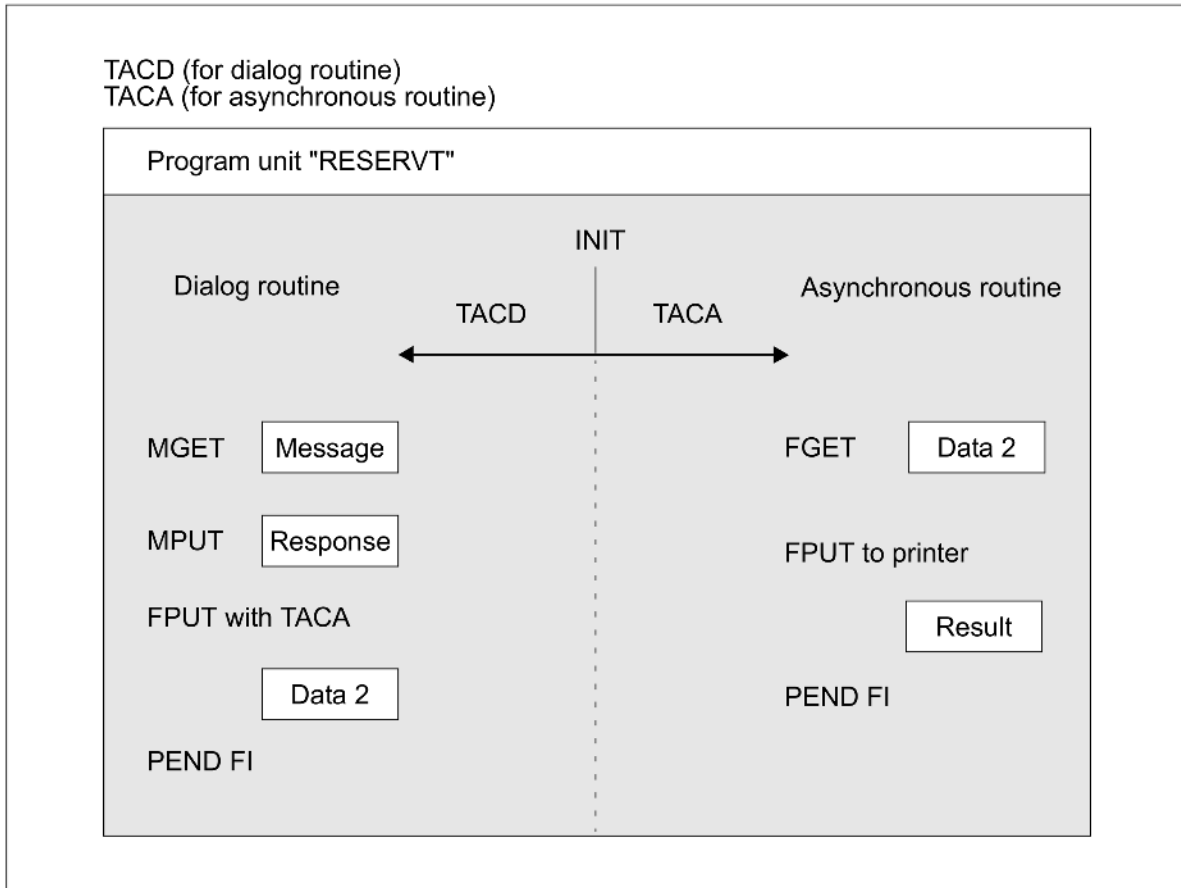 TACD (for dialog routine)
TACA (for asynchronous routine)
Program unit "RESERVT"
INIT
Dialog routine
Asynchronous routine
TACD
TACA
MGET Message
FGET Data 2
MPUT Response
FPUT to printer
FPUT with TACA
Result
Data 2
PEND FI
PEND FI